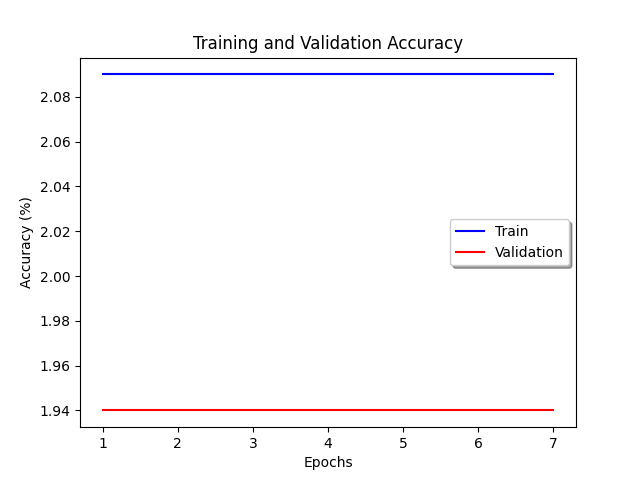 Training and Validation Accuracy
2.08
2.06
2.04
2.02
2.00
1.98
1.96
1.94
Accuracy (%)
Train
Validation
1 2 3 4 5 6 7
Epochs